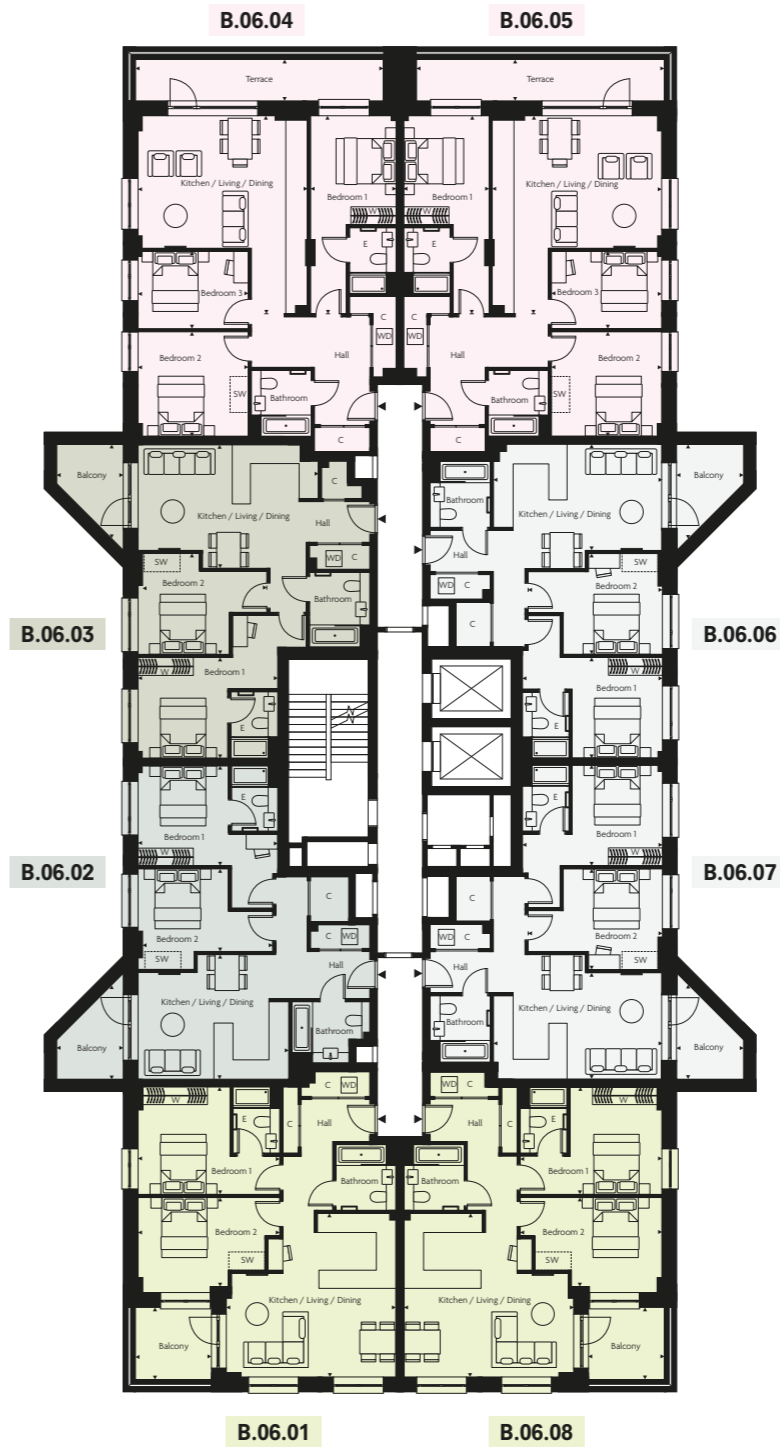 B.06.04
B.06.05
Terrace
Terrace
Kitchen / Living / Dining
Bedroom 1
W
E
Bedroom 3
C
WD
Hall
Bedroom 2
SW
Bathroom
C
Kitchen / Living / Dining
Bedroom 1
W
E
Bedroom 3
C
WD
Hall
Bedroom 2
SW
Bathroom
C
B.06.03
Balcony
Kitchen / Living / Dining
C
Hall
WD
C
SW
Bedroom 2
Bathroom
Bedroom 1
W
E
B.06.06
Balcony
Kitchen / Living / Dining
Bathroom
Hall
WD
C
C
Bedroom 2
SW
Bedroom 1
W
E
B.06.02
E
Bedroom 1
W
Bedroom 2
SW
C
C
WD
Hall
Kitchen / Living / Dining
Bathroom
Balcony
B.06.07
E
Bedroom 1
W
C
WD
C
Bedroom 2
SW
Hall
Kitchen / Living / Dining
Bathroom
Balcony
W
E
C
WD
C
Hall
Bedroom 1
Bathroom
Bedroom 2
SW
Kitchen / Living / Dining
Balcony
WD
C
Hall
C
E
W
Bedroom 1
Bathroom
Bedroom 2
SW
Kitchen / Living / Dining
Balcony
B.06.01
B.06.08